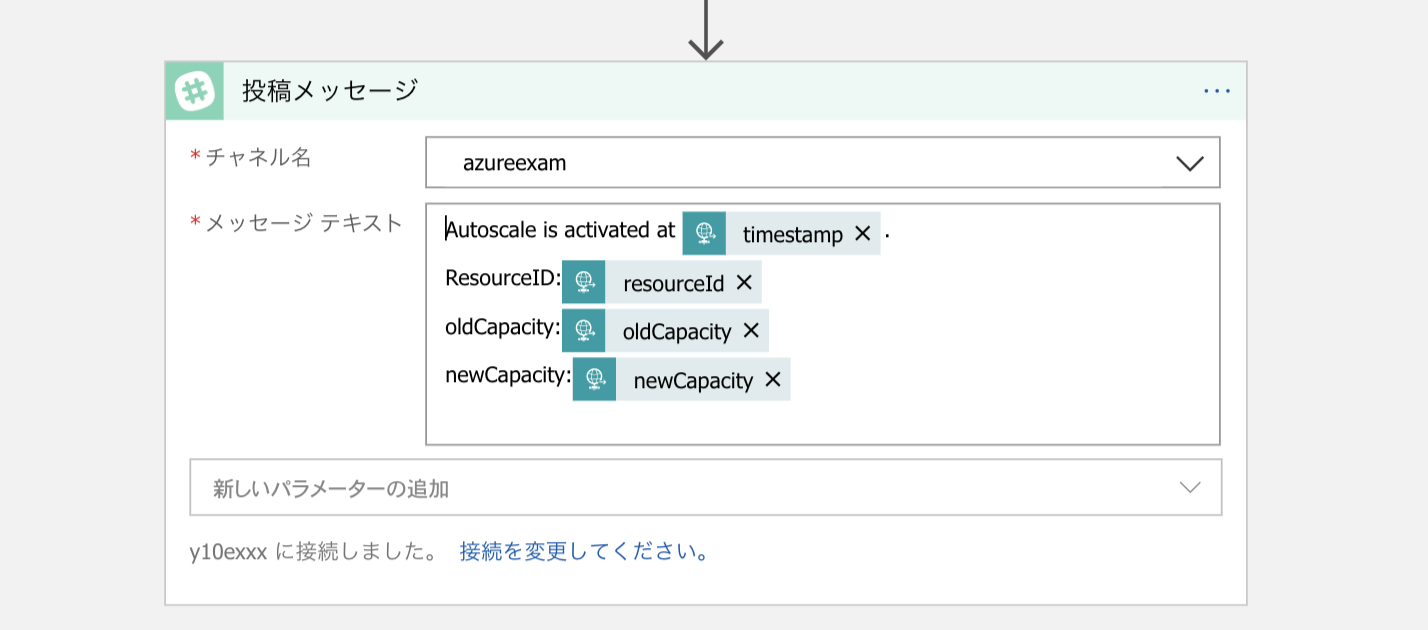 投稿メッセージ ...
* チャネル名 azureexam
* メッセージ テキスト Autoscale is activated at timestamp × .
ResourceID: resourceId ×
oldCapacity: oldCapacity ×
newCapacity: newCapacity ×
新しいパラメーターの追加
y10exxx に接続しました。 接続を変更してください。